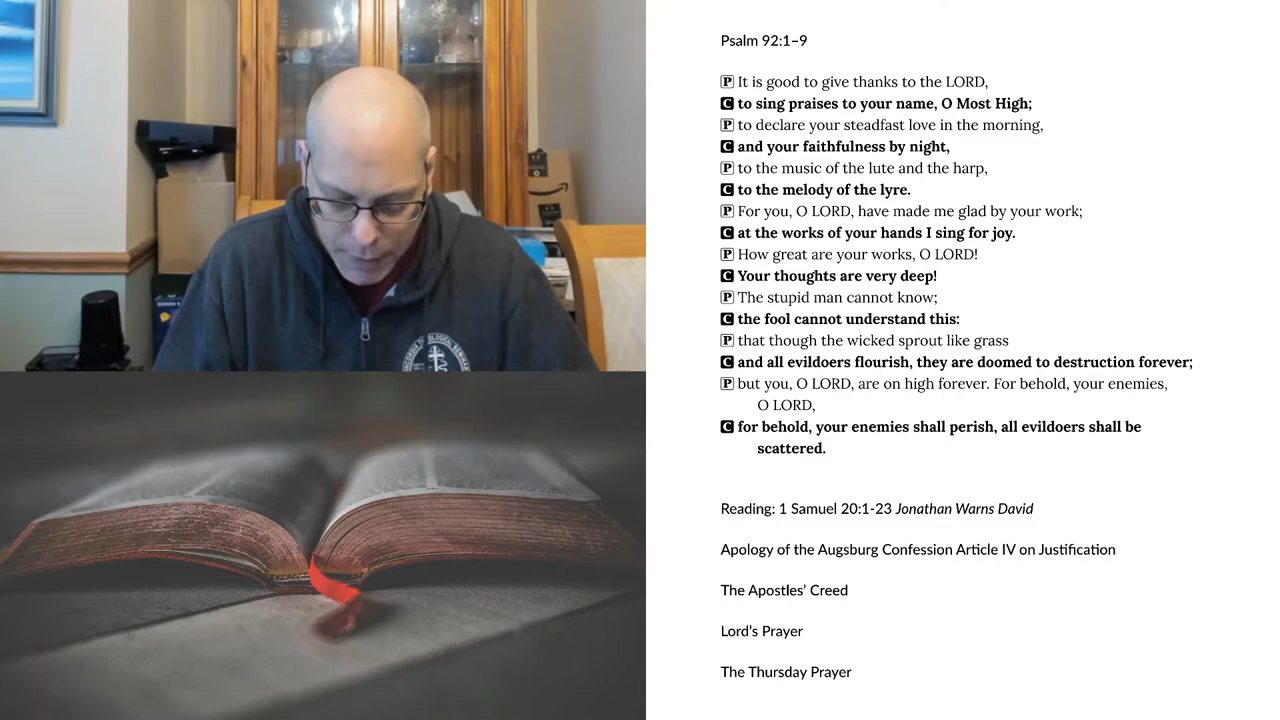 Psalm 92:1–9
P It is good to give thanks to the LORD,
C to sing praises to your name, O Most High;
P to declare your steadfast love in the morning,
C and your faithfulness by night,
P to the music of the lute and the harp,
C to the melody of the lyre.
P For you, O LORD, have made me glad by your work;
C at the works of your hands I sing for joy.
P How great are your works, O LORD!
C Your thoughts are very deep!
P The stupid man cannot know;
C the fool cannot understand this:
P that though the wicked sprout like grass
C and all evildoers flourish, they are doomed to destruction forever;
P but you, O LORD, are on high forever. For behold, your enemies,
O LORD,
C for behold, your enemies shall perish, all evildoers shall be
scattered.
Reading: 1 Samuel 20:1-23 Jonathan Warns David
Apology of the Augsburg Confession Article IV on Justification
The Apostles' Creed
Lord's Prayer
The Thursday Prayer